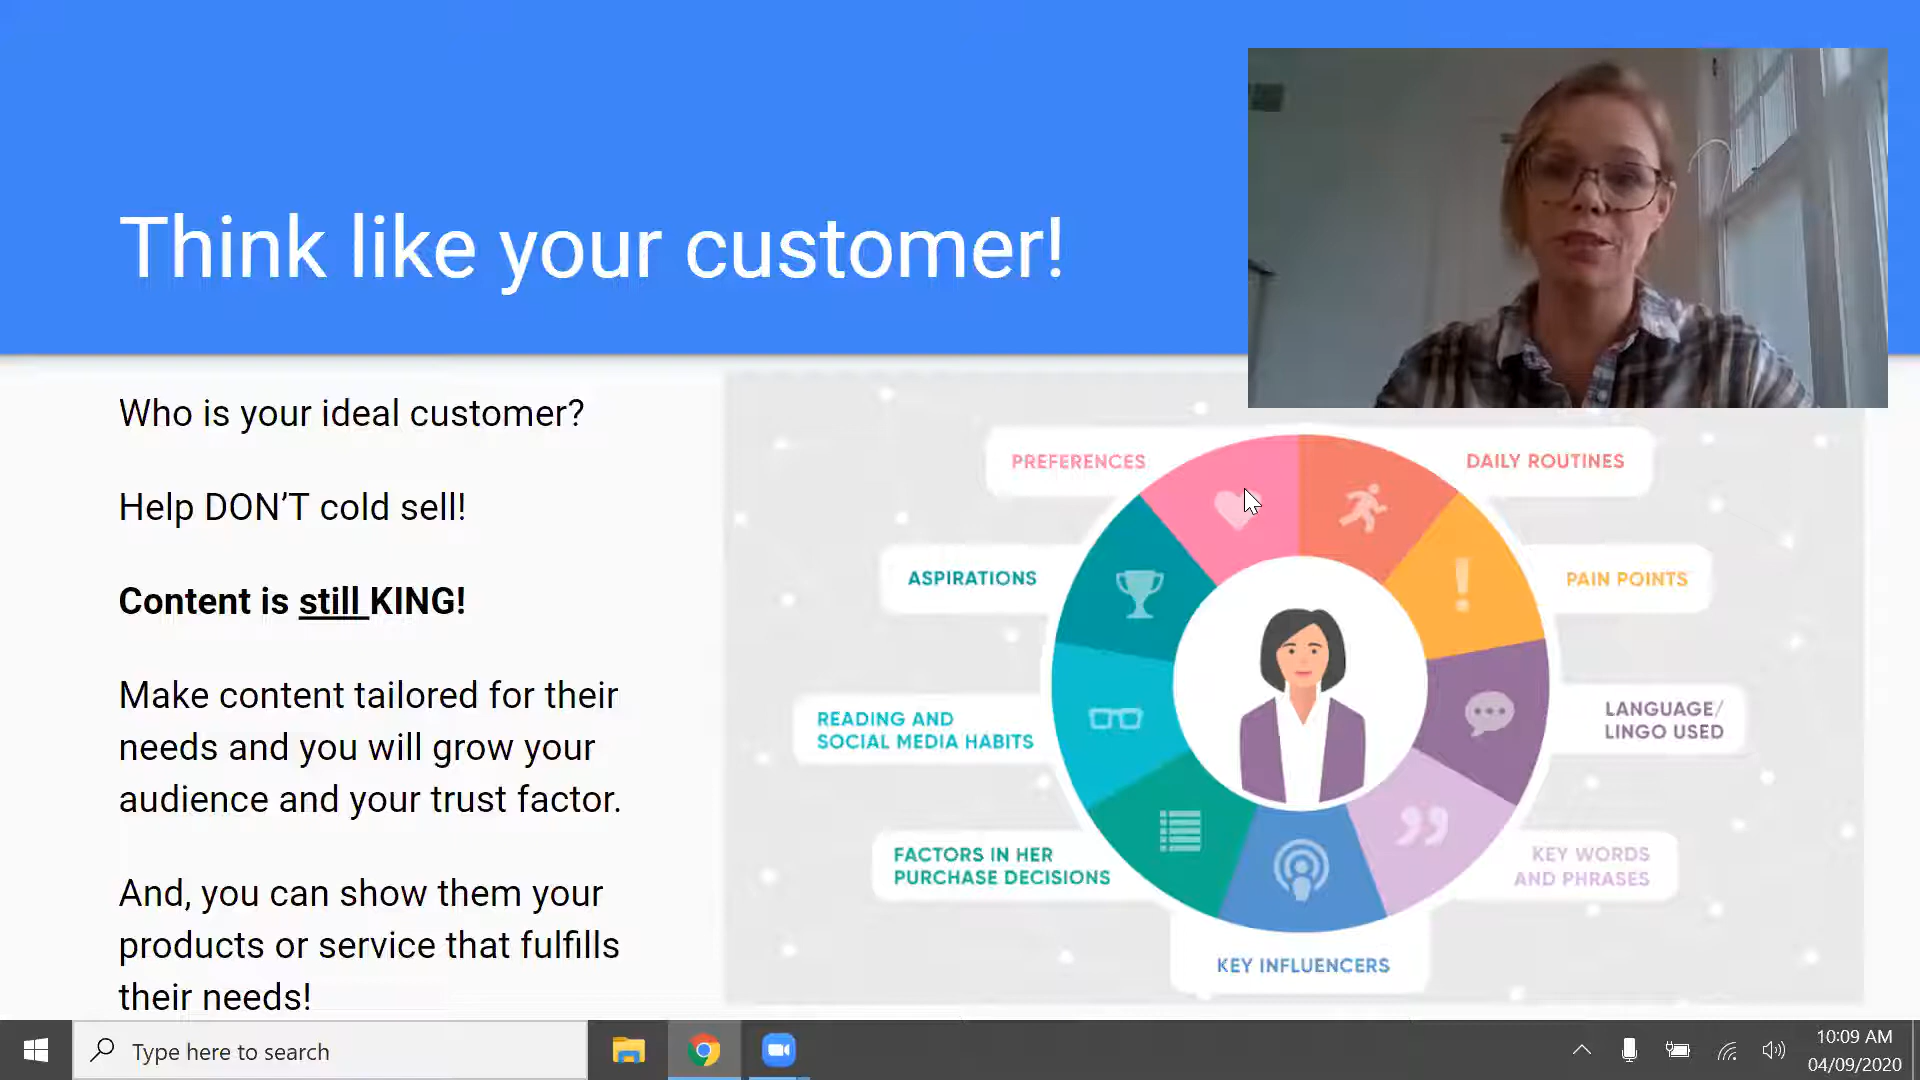 Think like your customer!
Who is your ideal customer?
Help DON’T cold sell!
Content is still KING!
Make content tailored for their
needs and you will grow your
audience and your trust factor.
And, you can show them your
products or service that fulfills
their needs!
PREFERENCES
DAILY ROUTINES
ASPIRATIONS
PAIN POINTS
READING AND
SOCIAL MEDIA HABITS
LANGUAGE/
LINGO USED
FACTORS IN HER
PURCHASE DECISIONS
KEY WORDS
AND PHRASES
KEY INFLUENCERS
Type here to search
10:09 AM
04/09/2020